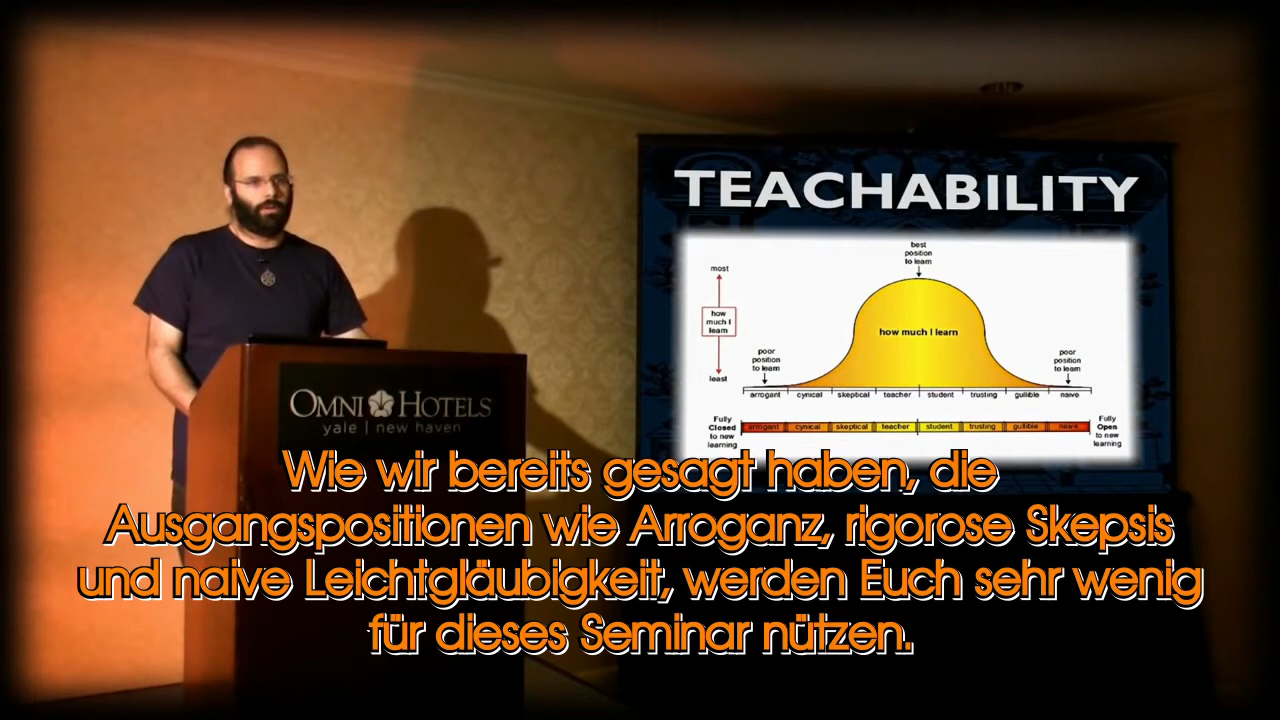 TEACHABILITY
best
position
to learn
most
how
much I
learn
how much I learn
poor
position
to learn
poor
position
to learn
least
arrogant cynical skeptical teacher student trusting gullible naive
Fully
Closed
to new
learning
arrogant cynical skeptical teacher student trusting gullible naive
Fully
Open
to new
learning
OMNI HOTELS
yale | new haven
Wie wir bereits gesagt haben, die
Ausgangspositionen wie Arroganz, rigorose Skepsis
und naive Leichtgläubigkeit, werden Euch sehr wenig
für dieses Seminar nützen.